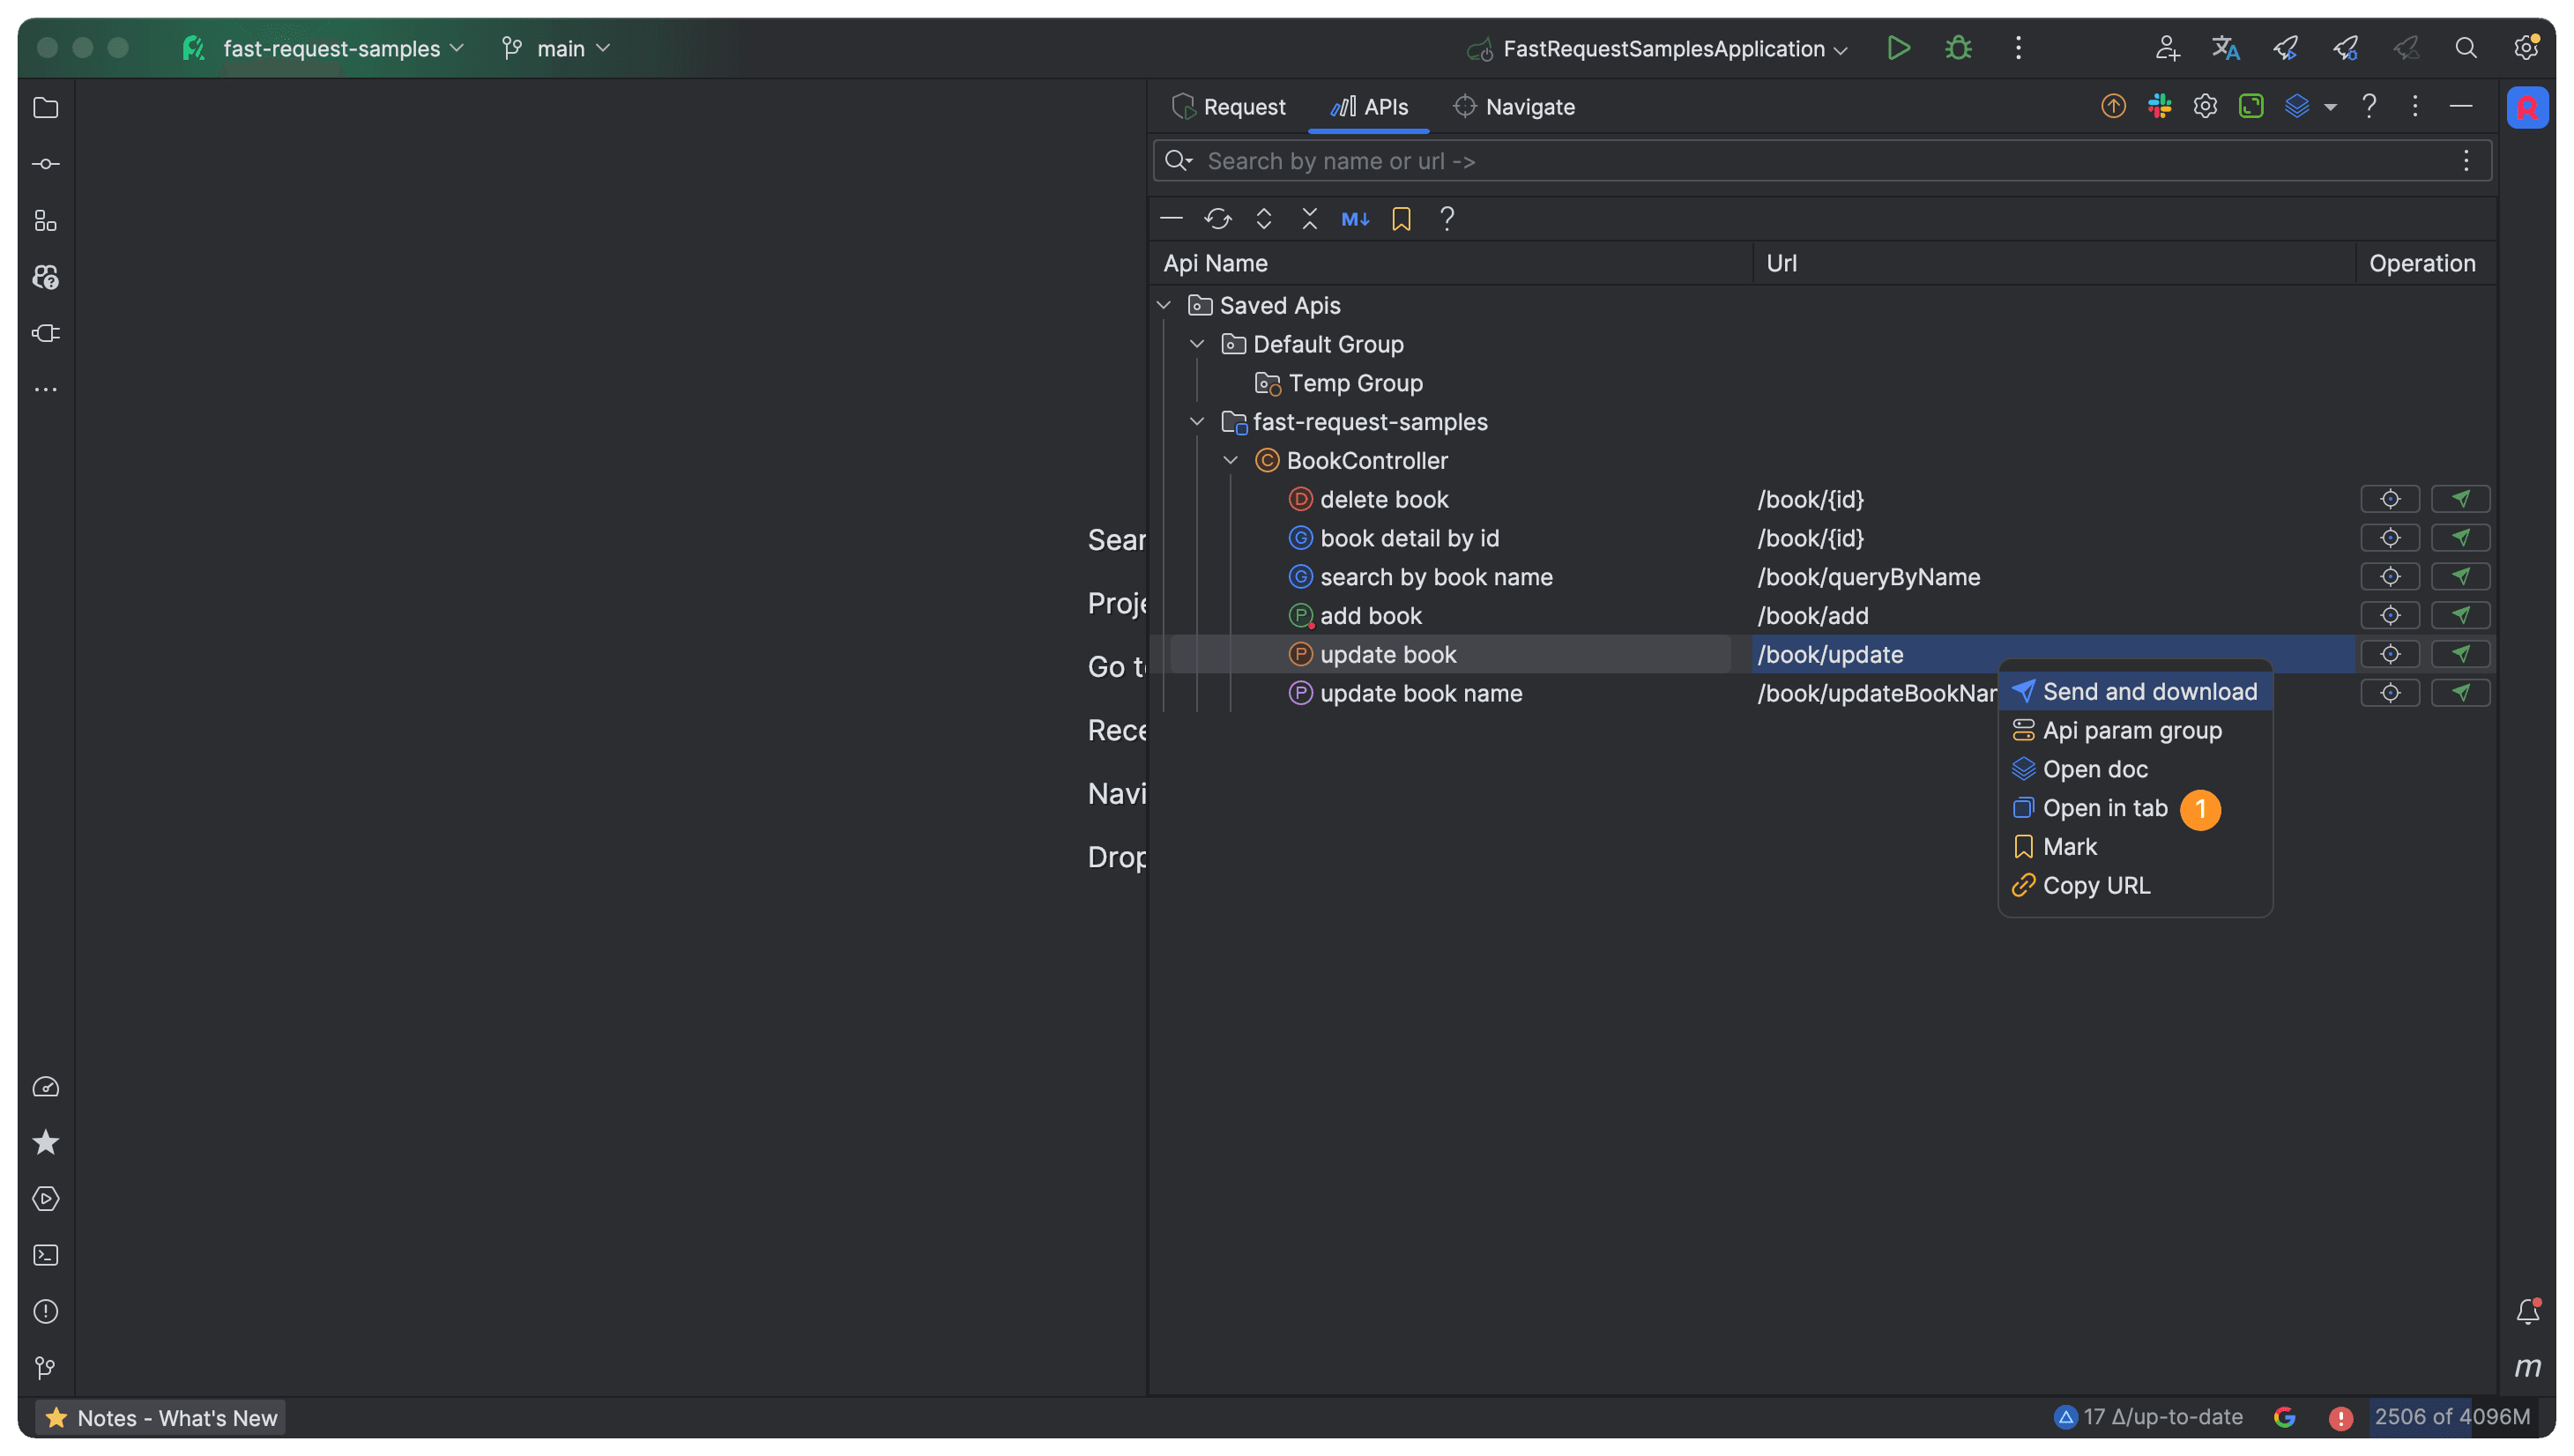 fast-request-samples main FastRequestSamplesApplication
Request APIs Navigate
Search by name or url ->
M↓ ?
Api Name Url Operation
Saved Apis
Default Group
Temp Group
fast-request-samples
C BookController
D delete book /book/{id}
G book detail by id /book/{id}
G search by book name /book/queryByName
P add book /book/add
P update book /book/update
P update book name /book/updateBookNar
Send and download
Api param group
Open doc
Open in tab 1
Mark
Copy URL
Sear
Proje
Go t
Rece
Navi
Drop
Notes - What's New
17 Δ/up-to-date
2506 of 4096M